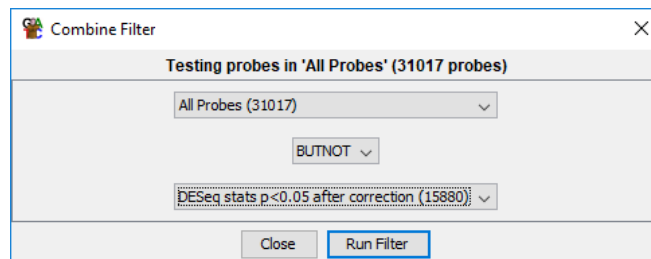 Combine Filter
Testing probes in 'All Probes' (31017 probes)
All Probes (31017)
BUTNOT
DESeq stats p<0.05 after correction (15880)
Close Run Filter